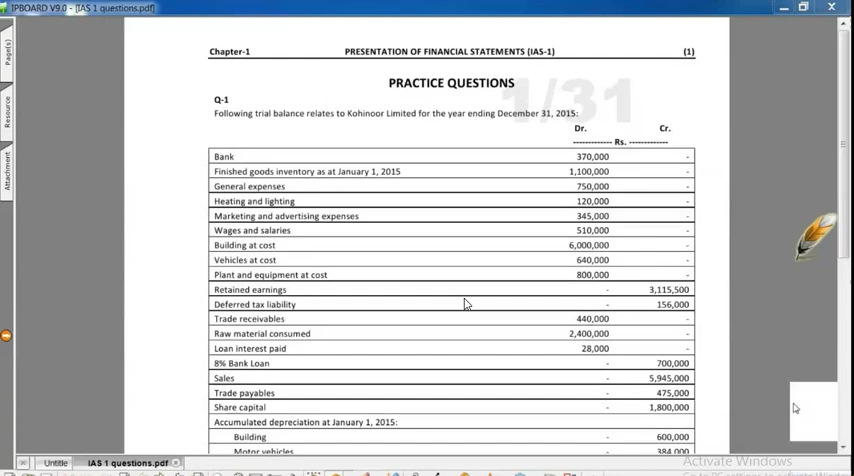 IPBOARD V9.0 - [IAS 1 questions.pdf]
Page(s)
Resource
Attachment
Chapter-1 PRESENTATION OF FINANCIAL STATEMENTS (IAS-1) (1)
1/31
PRACTICE QUESTIONS
Q-1
Following trial balance relates to Kohinoor Limited for the year ending December 31, 2015:
Dr. Cr.
------------- Rs. -------------
Bank 370,000 -
Finished goods inventory as at January 1, 2015 1,100,000 -
General expenses 750,000 -
Heating and lighting 120,000 -
Marketing and advertising expenses 345,000 -
Wages and salaries 510,000 -
Building at cost 6,000,000 -
Vehicles at cost 640,000 -
Plant and equipment at cost 800,000 -
Retained earnings - 3,115,500
Deferred tax liability - 156,000
Trade receivables 440,000 -
Raw material consumed 2,400,000 -
Loan interest paid 28,000 -
8% Bank Loan - 700,000
Sales - 5,945,000
Trade payables - 475,000
Share capital - 1,800,000
Accumulated depreciation at January 1, 2015:
Building - 600,000
Motor vehicles - 384,000
Activate Windows
Untitle IAS 1 questions.pdf